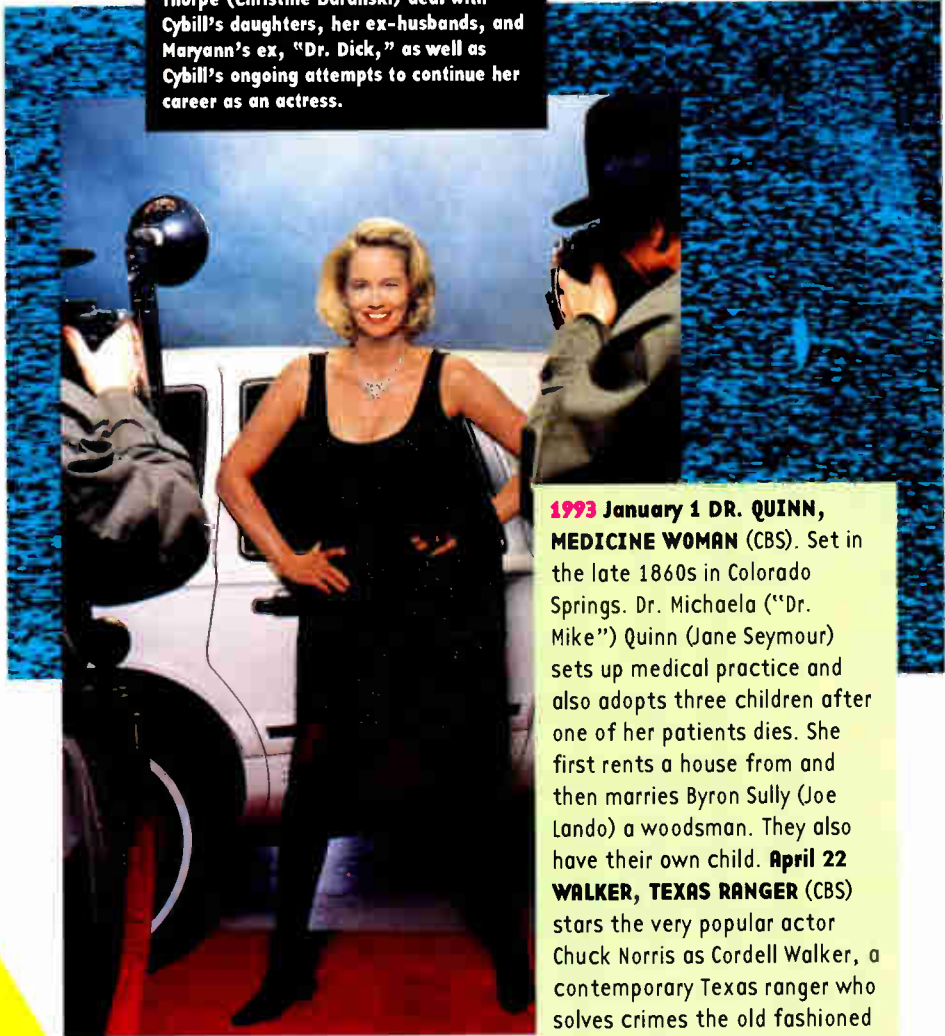 Thorpe (Christine Baranski) deal with
Cybill's daughters, her ex-husbands, and
Maryann's ex, "Dr. Dick," as well as
Cybill's ongoing attempts to continue her
career as an actress.
1993 January 1 DR. QUINN,
MEDICINE WOMAN (CBS). Set in
the late 1860s in Colorado
Springs. Dr. Michaela ("Dr.
Mike") Quinn (Jane Seymour)
sets up medical practice and
also adopts three children after
one of her patients dies. She
first rents a house from and
then marries Byron Sully (Joe
Lando) a woodsman. They also
have their own child. April 22
WALKER, TEXAS RANGER (CBS)
stars the very popular actor
Chuck Norris as Cordell Walker, a
contemporary Texas ranger who
solves crimes the old fashioned